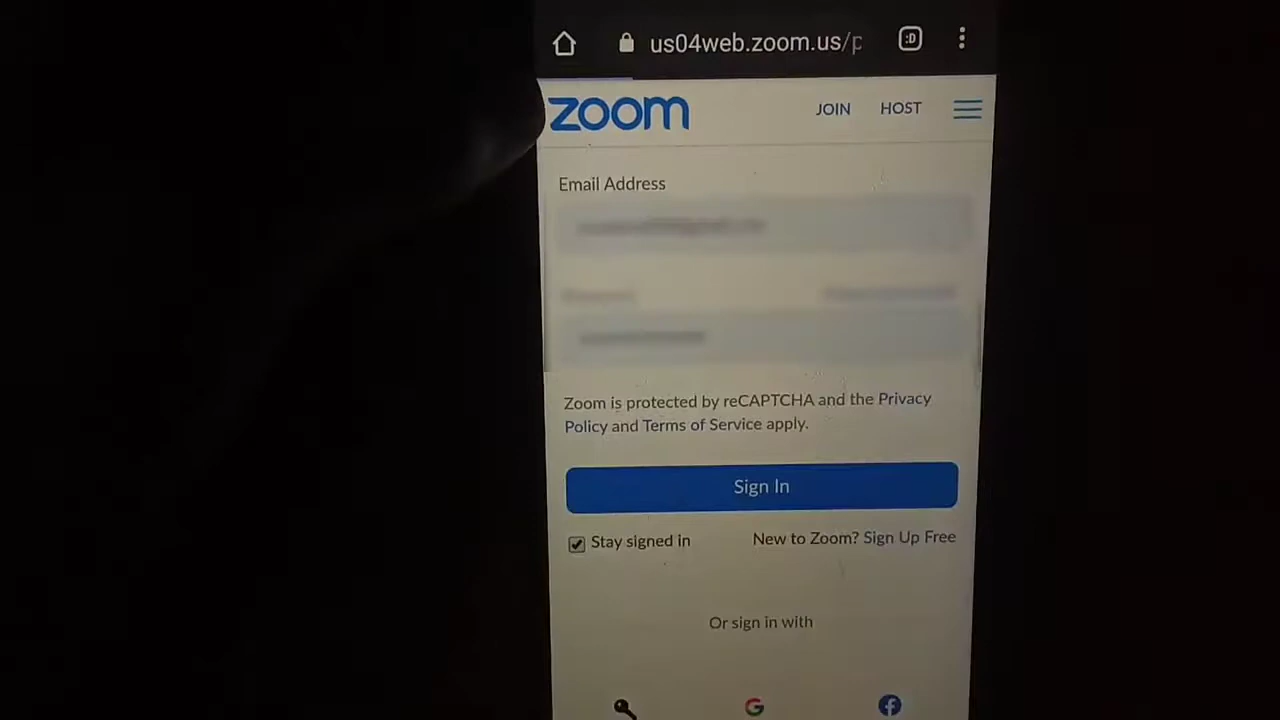 us04web.zoom.us/p
:D
zoom
JOIN HOST
Email Address
Zoom is protected by reCAPTCHA and the Privacy
Policy and Terms of Service apply.
Sign In
Stay signed in
New to Zoom? Sign Up Free
Or sign in with